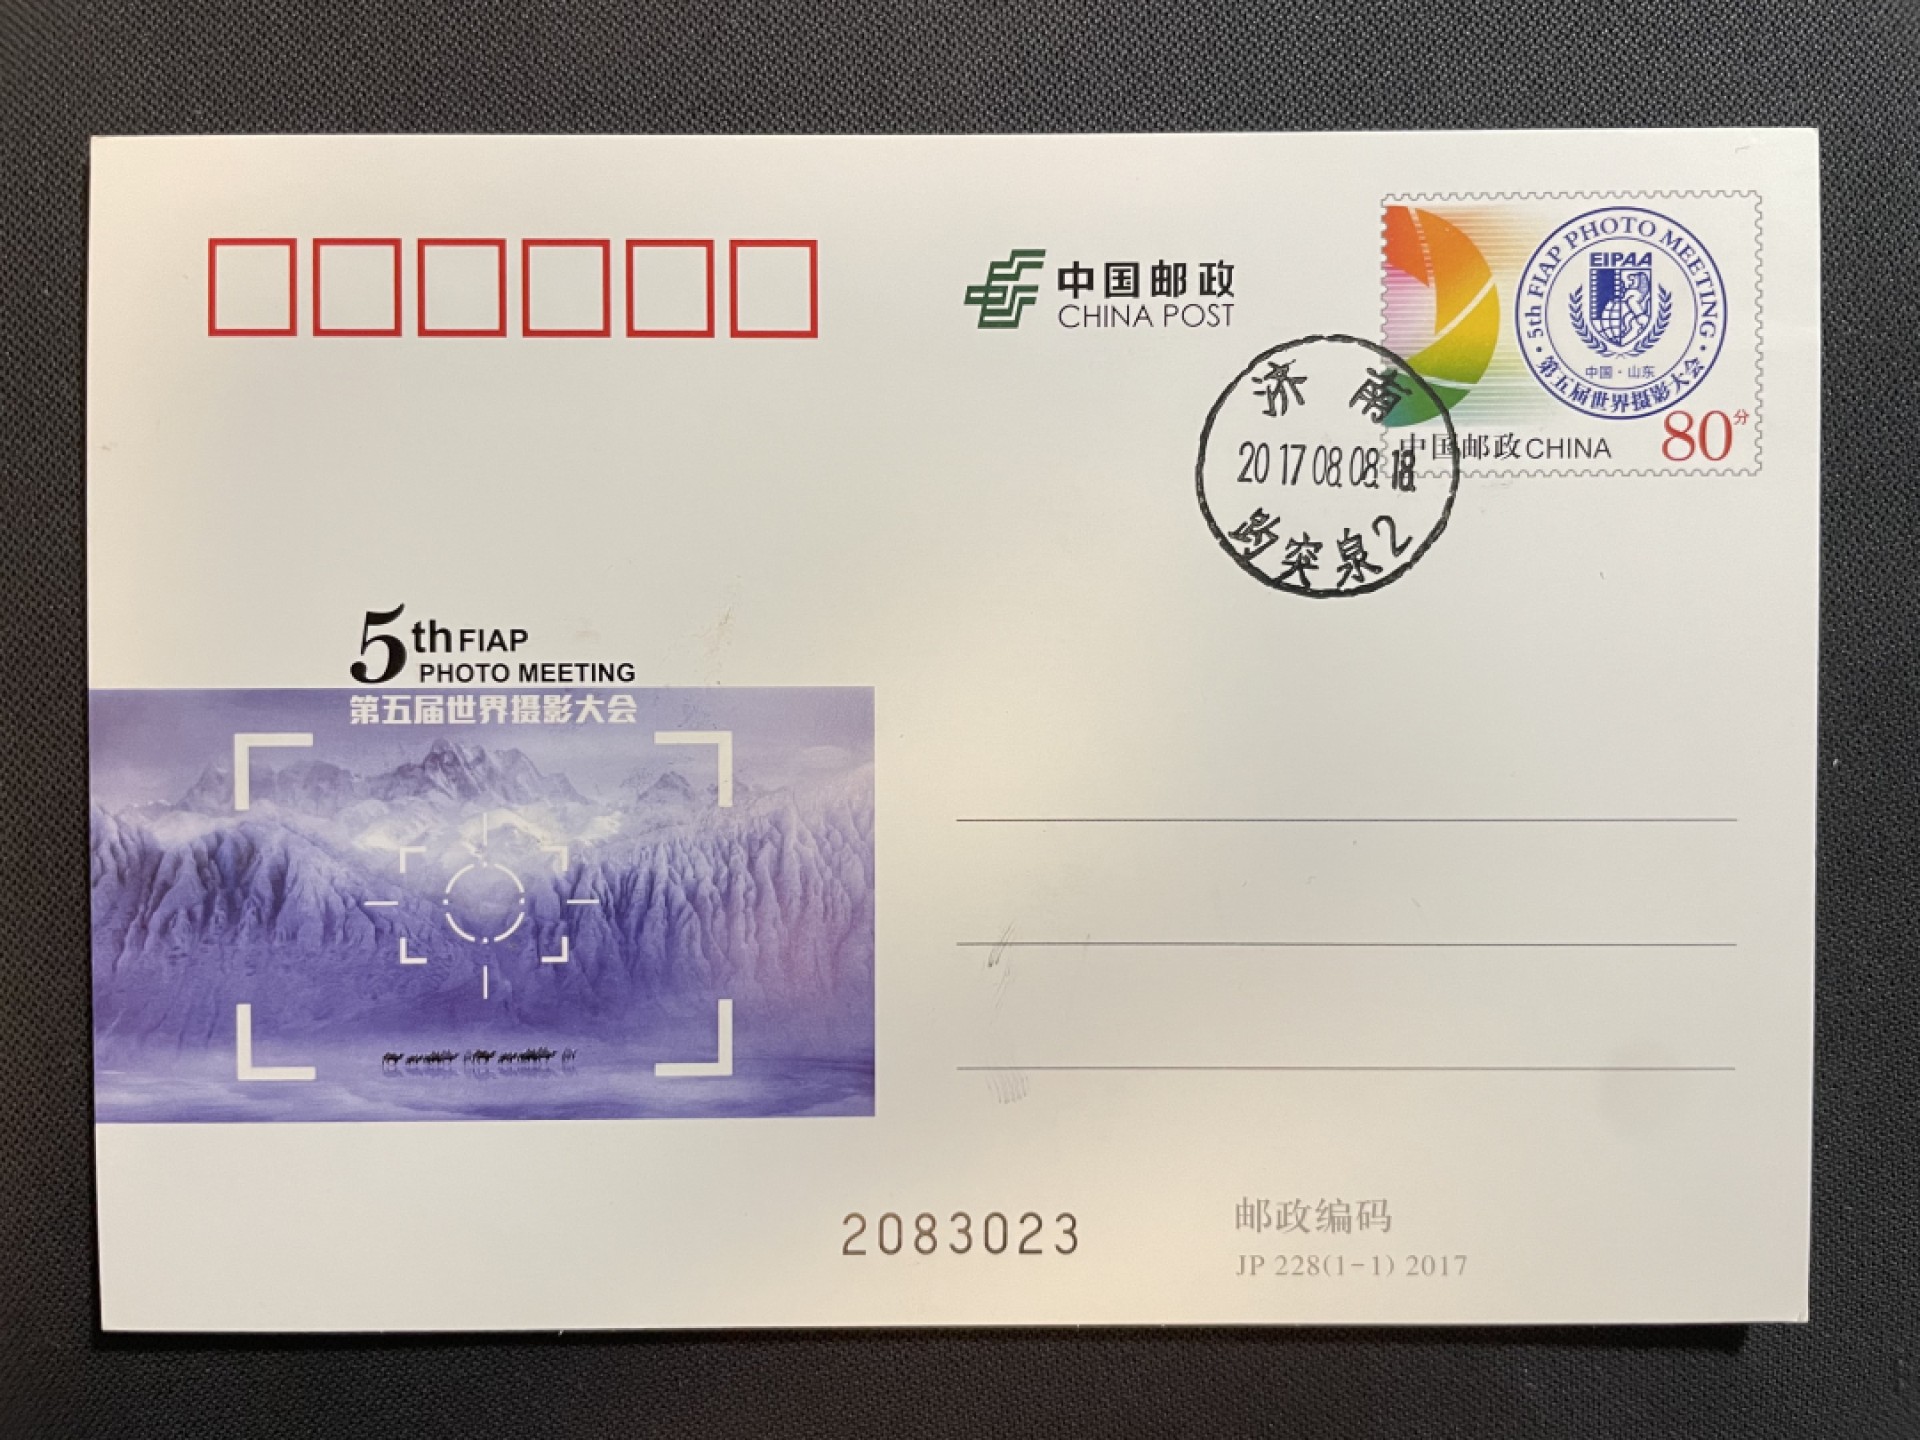 中国邮政
CHINA POST
5th FIAP PHOTO MEETING
EIPAA
中国·山东
第五届世界摄影大会
80分
中国邮政CHINA
济南
2017.08.08.18
趵突泉2
5th FIAP
PHOTO MEETING
第五届世界摄影大会
2083023
邮政编码
JP 228(1-1) 2017